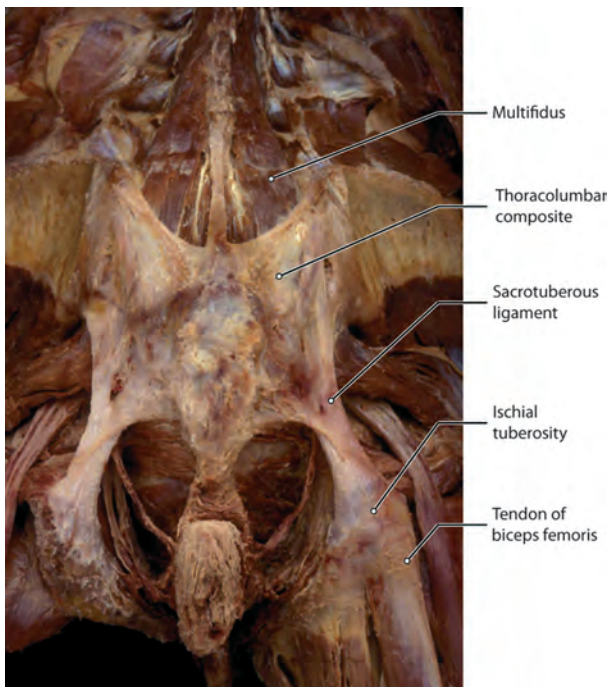 Multifidus
Thoracolumbar
composite
Sacrotuberous
ligament
Ischial
tuberosity
Tendon of
biceps femoris